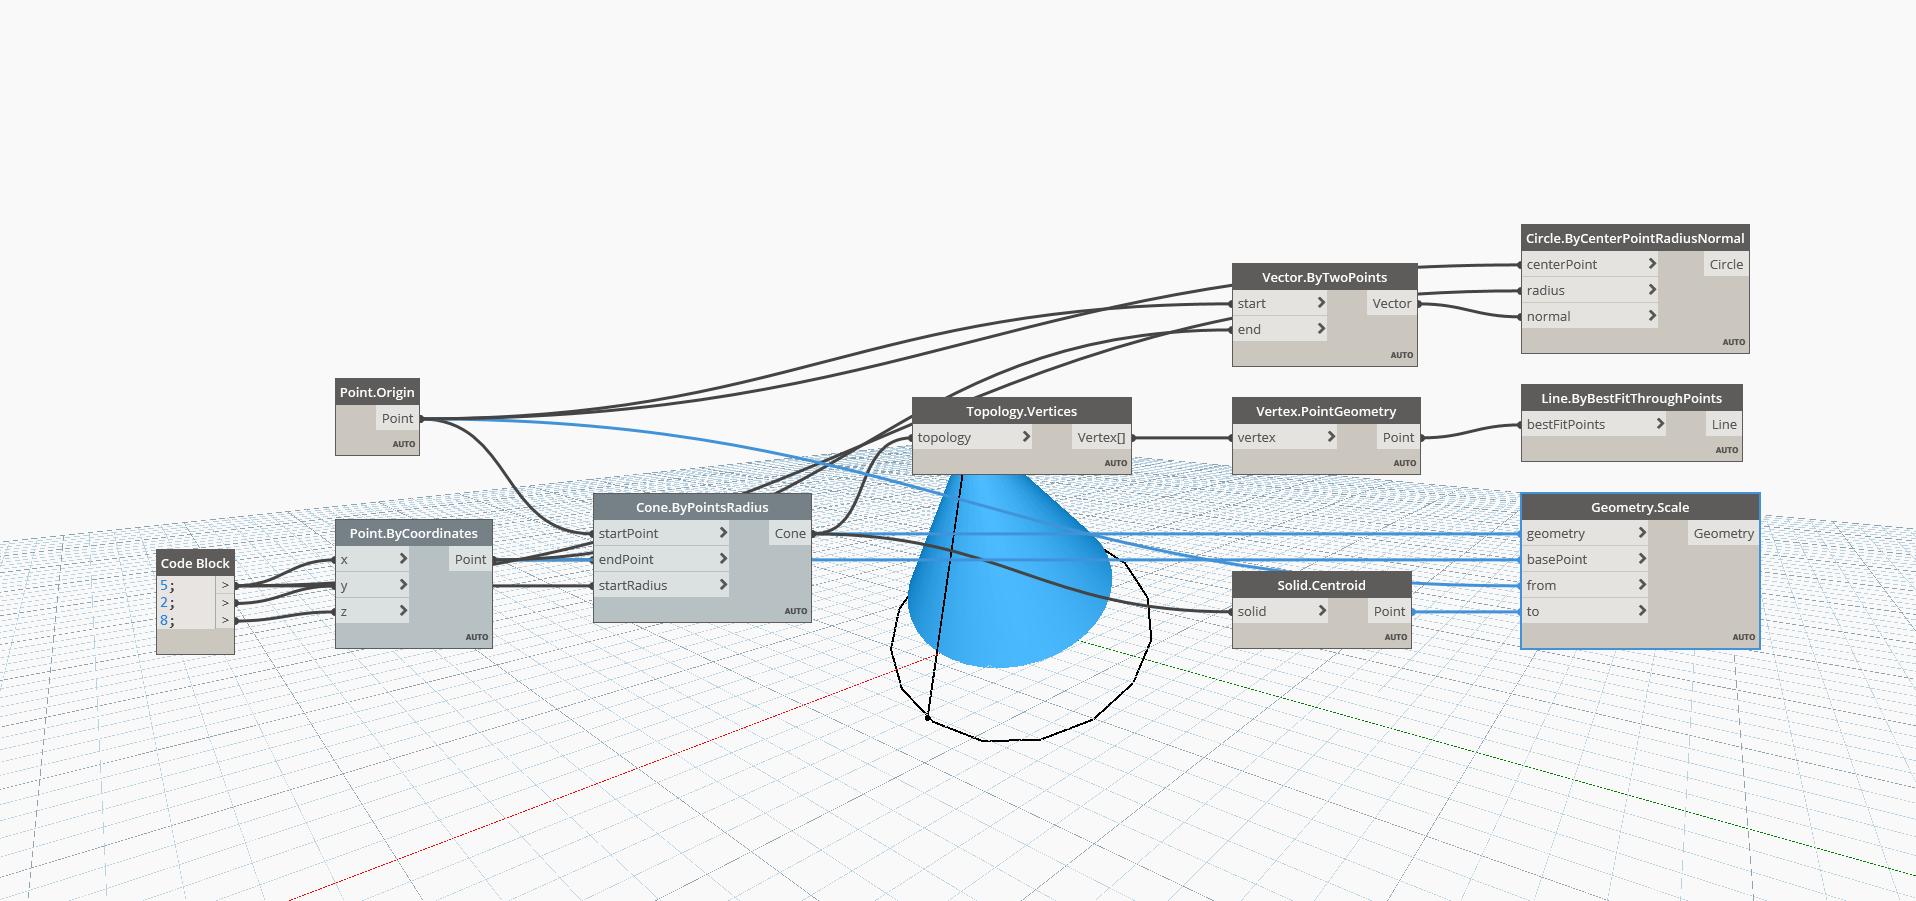 Circle.ByCenterPointRadiusNormal
centerPoint
Circle
radius
normal
AUTO
Vector.ByTwoPoints
start
Vector
end
AUTO
Point.Origin
Point
AUTO
Topology.Vertices
topology
Vertex[]
AUTO
Vertex.PointGeometry
vertex
Point
AUTO
Line.ByBestFitThroughPoints
bestFitPoints
Line
AUTO
Code Block
5;
>
2;
>
8;
>
Point.ByCoordinates
x
Point
y
z
AUTO
Cone.ByPointsRadius
startPoint
Cone
endPoint
startRadius
AUTO
Solid.Centroid
solid
Point
AUTO
Geometry.Scale
geometry
Geometry
basePoint
from
to
AUTO